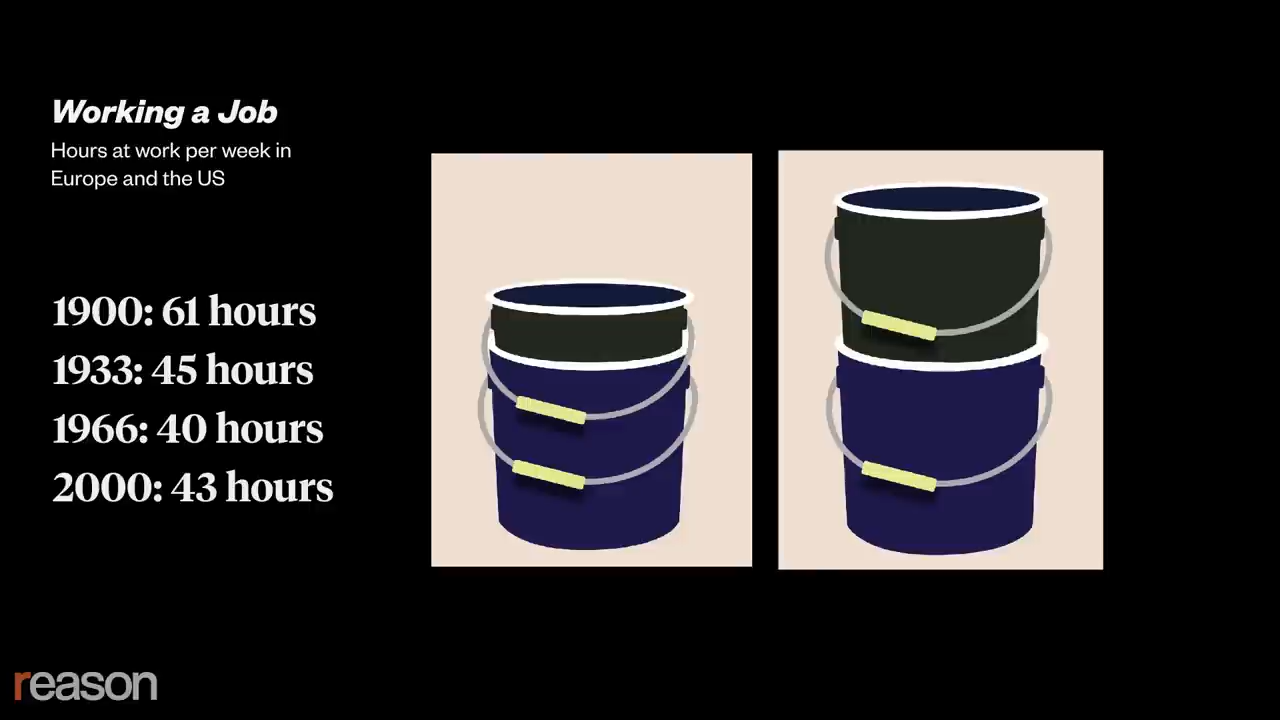 Working a Job
Hours at work per week in
Europe and the US
1900: 61 hours
1933: 45 hours
1966: 40 hours
2000: 43 hours
reason